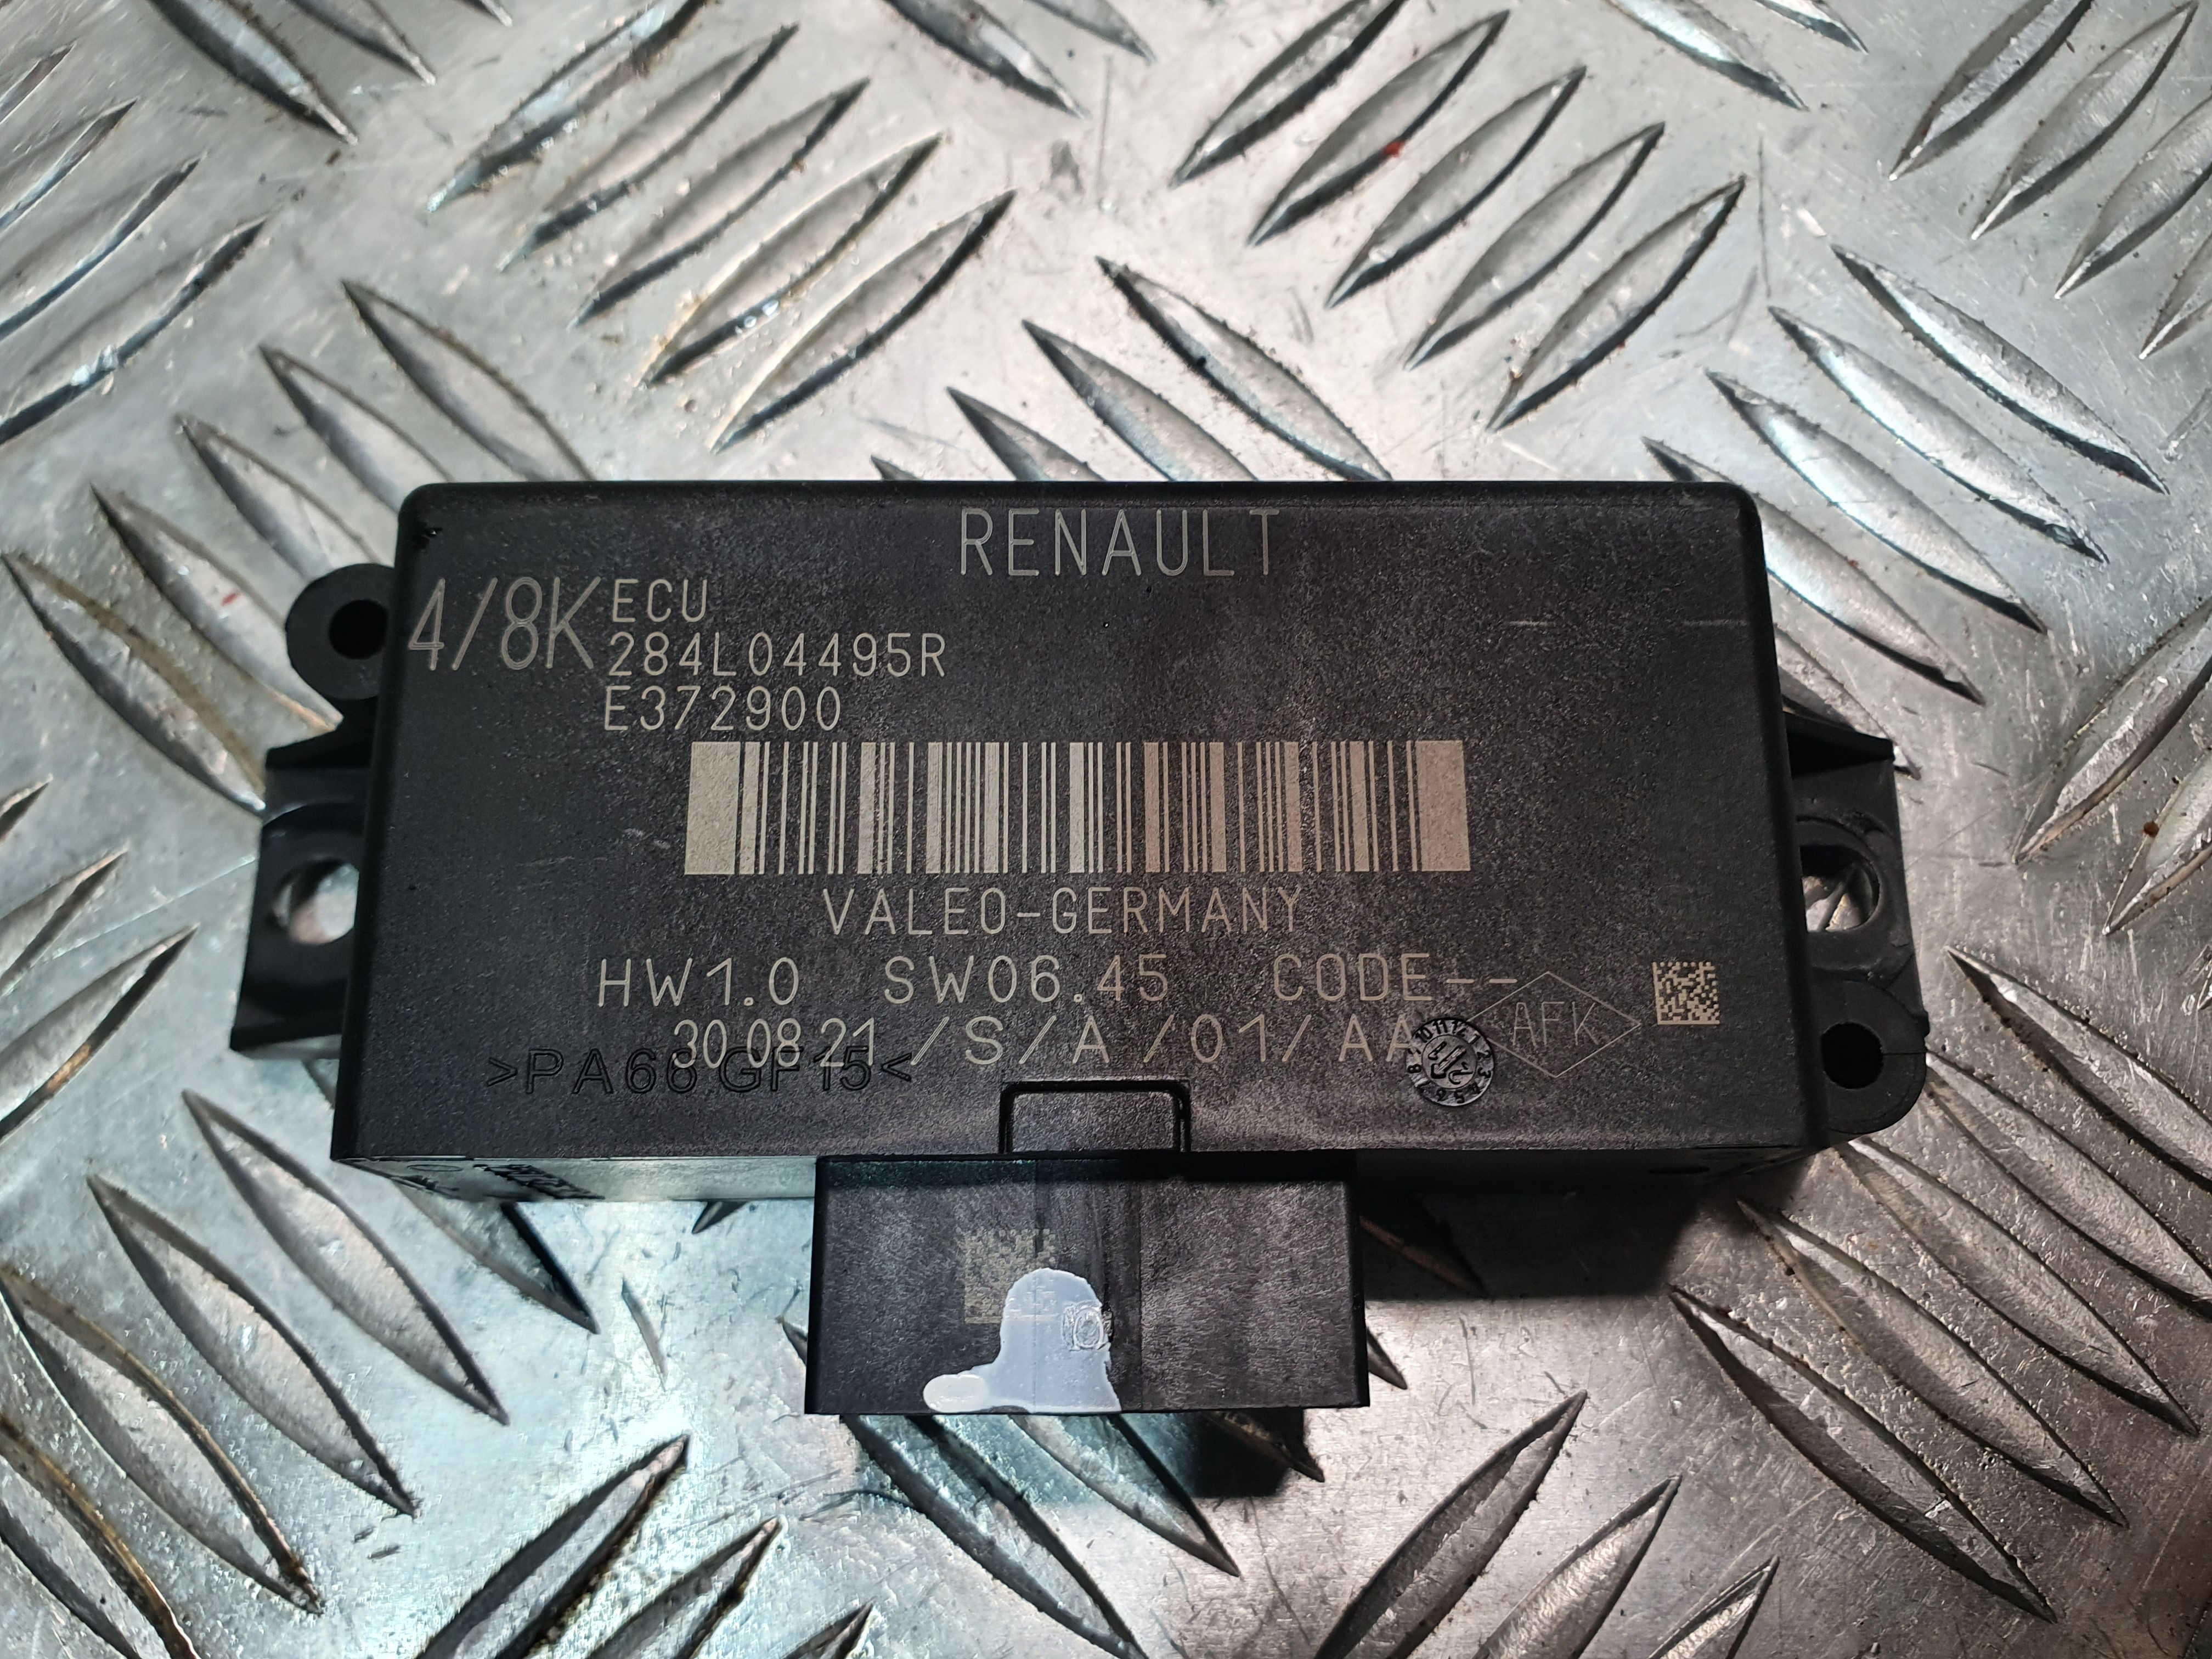 RENAULT
4/8K ECU
284L04495R
E372900
VALEO-GERMANY
HW1.0 SW06.45 CODE--
30.08.21 /S/A /01/ AA AFK
>PA66 GF15<